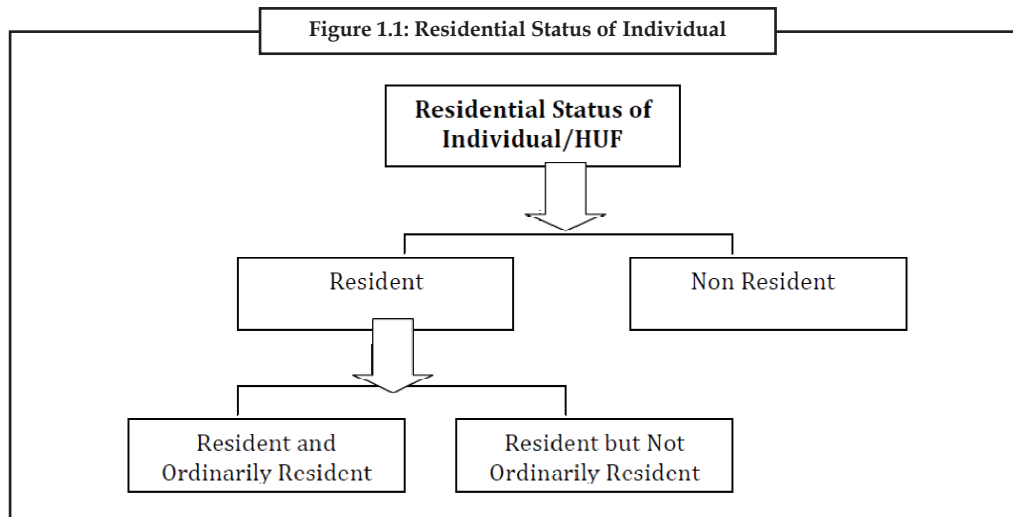 Figure 1.1: Residential Status of Individual
Residential Status of
Individual/HUF
Resident
Non Resident
Resident and
Ordinarily Resident
Resident but Not
Ordinarily Resident